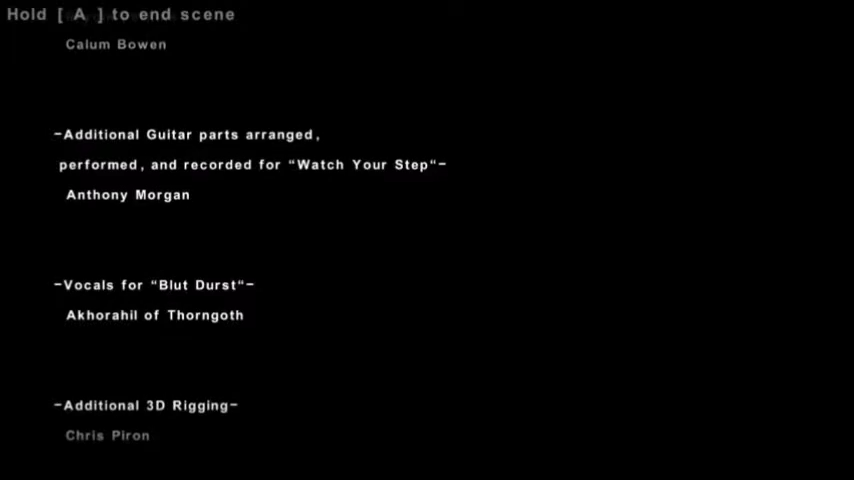 Hold [ A ] to end scene
Calum Bowen
-Additional Guitar parts arranged,
performed, and recorded for "Watch Your Step"-
Anthony Morgan
-Vocals for "Blut Durst"-
Akhorahil of Thorngoth
-Additional 3D Rigging-
Chris Piron